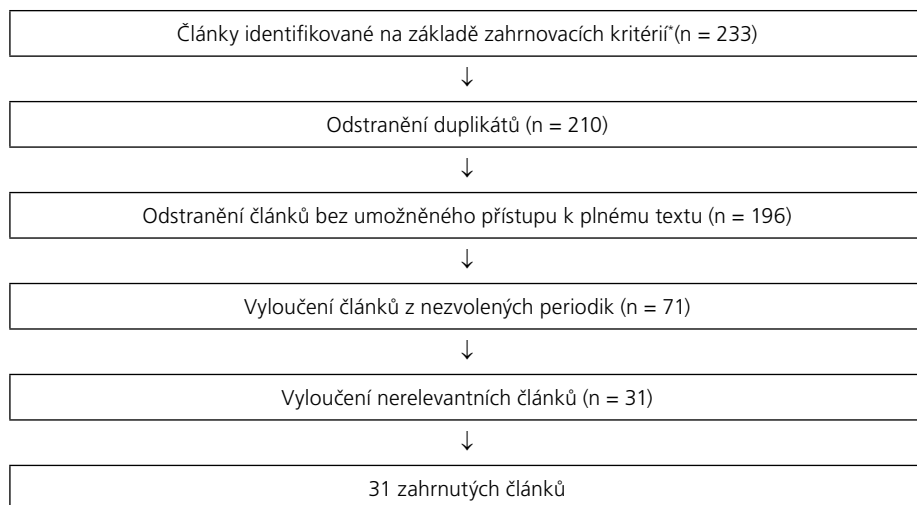 Články identifikované na základě zahrnovacích kritérií*(n = 233)
↓
Odstranění duplikátů (n = 210)
↓
Odstranění článků bez umožněného přístupu k plnému textu (n = 196)
↓
Vyloučení článků z nezvolených periodik (n = 71)
↓
Vyloučení nerelevantních článků (n = 31)
↓
31 zahrnutých článků